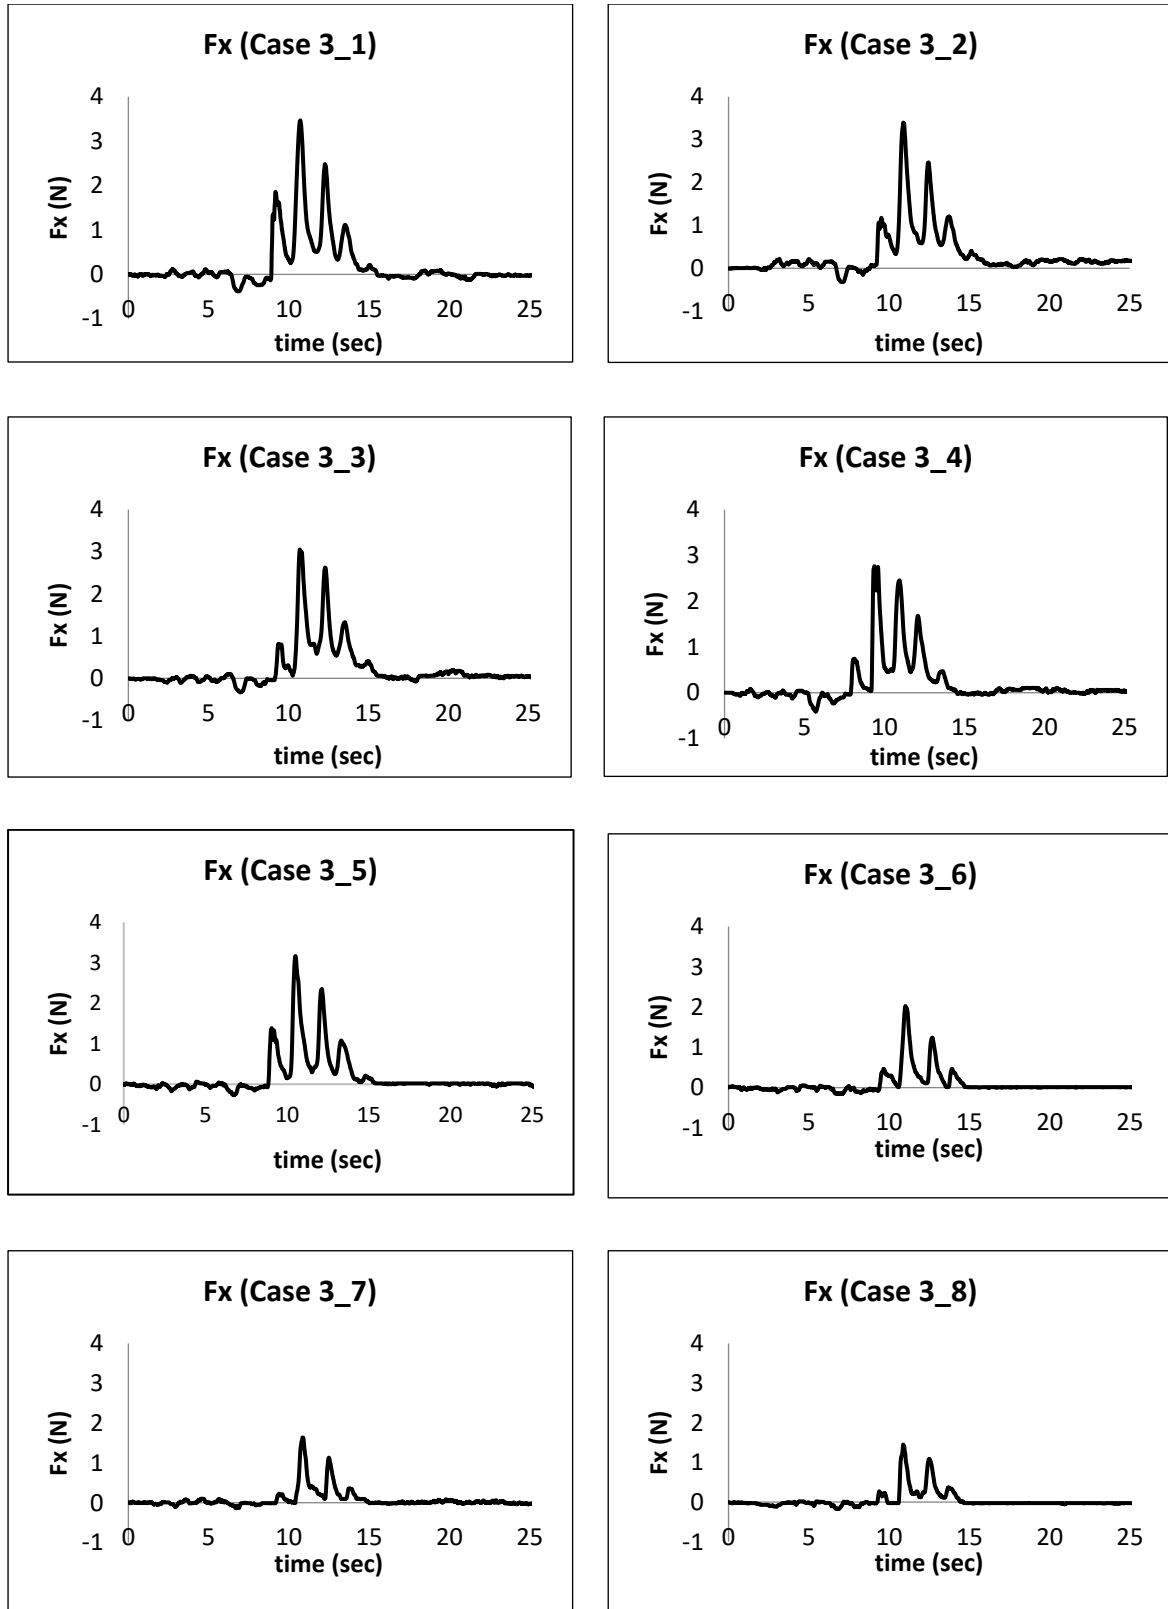 Fx (Case 3_1)
4
3
2
1
0
-1
Fx (N)
0 5 10 15 20 25
time (sec)
Fx (Case 3_2)
4
3
2
1
0
-1
Fx (N)
0 5 10 15 20 25
time (sec)
Fx (Case 3_3)
4
3
2
1
0
-1
Fx (N)
0 5 10 15 20 25
time (sec)
Fx (Case 3_4)
4
3
2
1
0
-1
Fx (N)
0 5 10 15 20 25
time (sec)
Fx (Case 3_5)
4
3
2
1
0
-1
Fx (N)
0 5 10 15 20 25
time (sec)
Fx (Case 3_6)
4
3
2
1
0
-1
Fx (N)
0 5 10 15 20 25
time (sec)
Fx (Case 3_7)
4
3
2
1
0
-1
Fx (N)
0 5 10 15 20 25
time (sec)
Fx (Case 3_8)
4
3
2
1
0
-1
Fx (N)
0 5 10 15 20 25
time (sec)